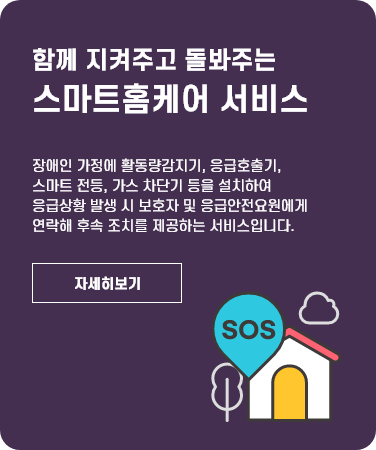 함께 지켜주고 돌봐주는
스마트홈케어 서비스
장애인 가정에 활동량감지기, 응급호출기,
스마트 전등, 가스 차단기 등을 설치하여
응급상황 발생 시 보호자 및 응급안전요원에게
연락해 후속 조치를 제공하는 서비스입니다.
자세히보기
SOS